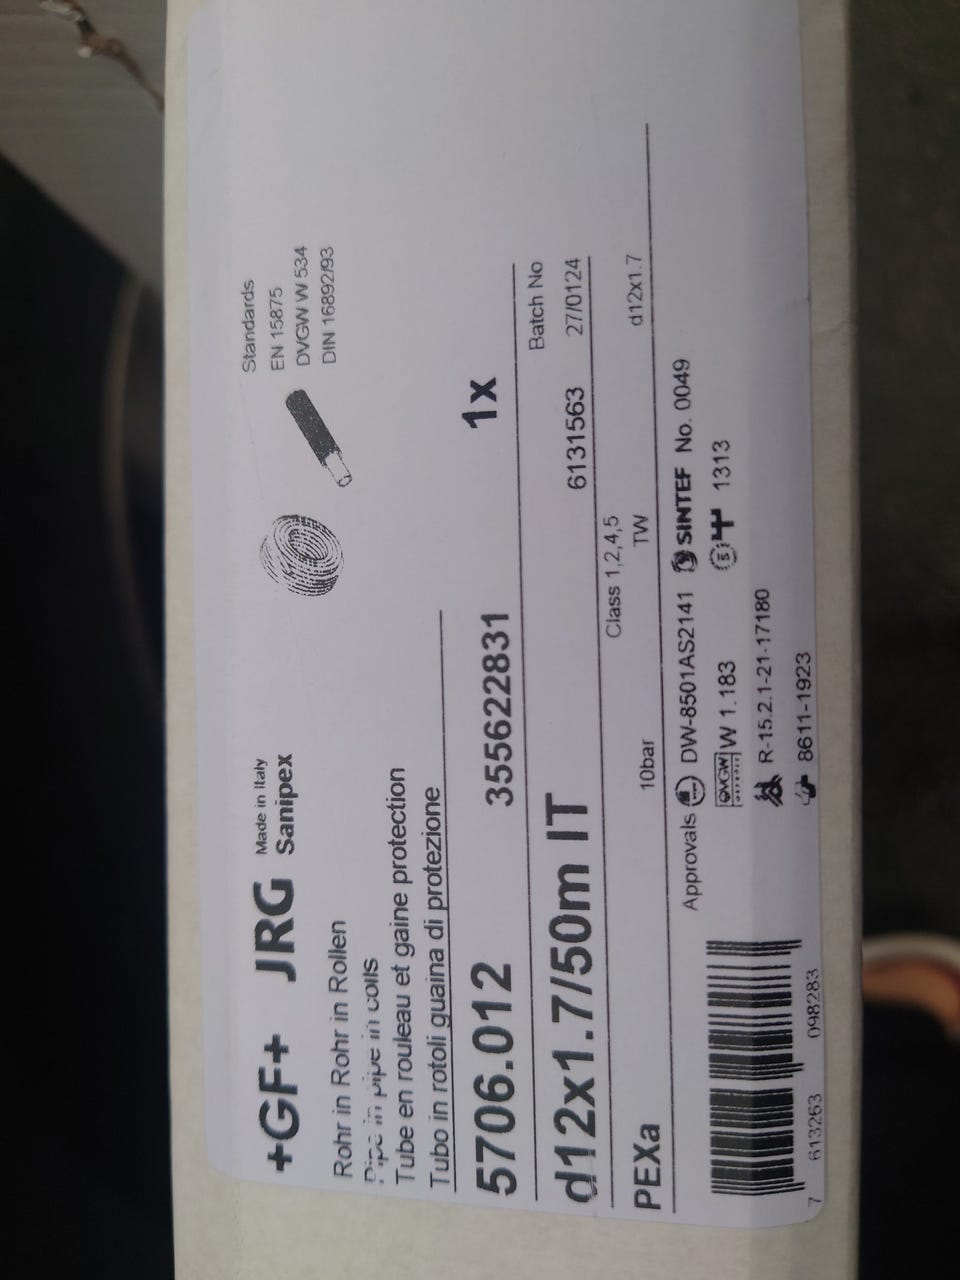 +GF+ JRG Made in Italy Sanipex
Standards
EN 15875
DVGW W 534
DIN 16892/93
Rohr in Rohr in Rollen
Pipe in pipe in coils
Tube en rouleau et gaine protection
Tubo in rotoli guaina di protezione
5706.012 355622831 1x
Batch No
d12x1.7/50m IT 6131563 27/0124
Class 1,2,4,5
PEXa 10bar TW d12x1.7
Approvals DW-8501AS2141 SINTEF No. 0049
DVGW W 1.183 S 1313
R-15.2.1-21-17180
8611-1923
7 613263 098283